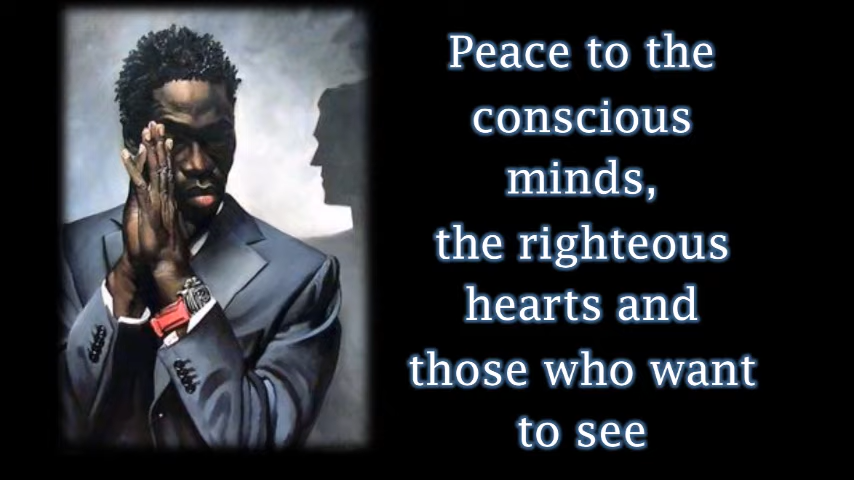 Peace to the
conscious
minds,
the righteous
hearts and
those who want
to see